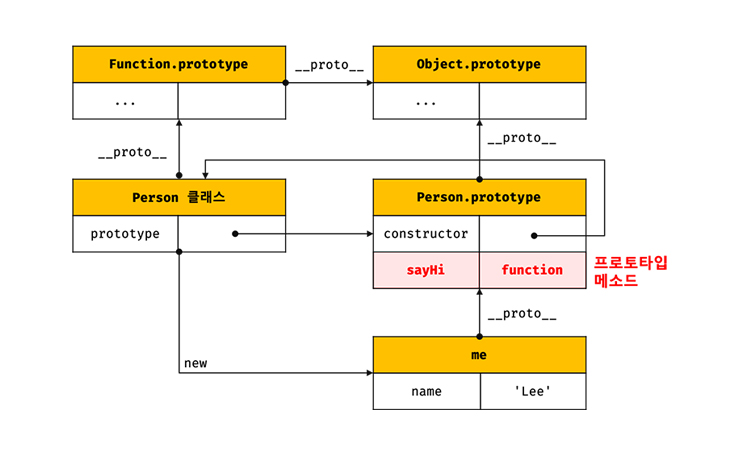 Function.prototype
__proto__
Object.prototype
...
...
__proto__
__proto__
Person 클래스
Person.prototype
prototype
constructor
sayHi
function
프로토타입
메소드
__proto__
me
new
name
'Lee'